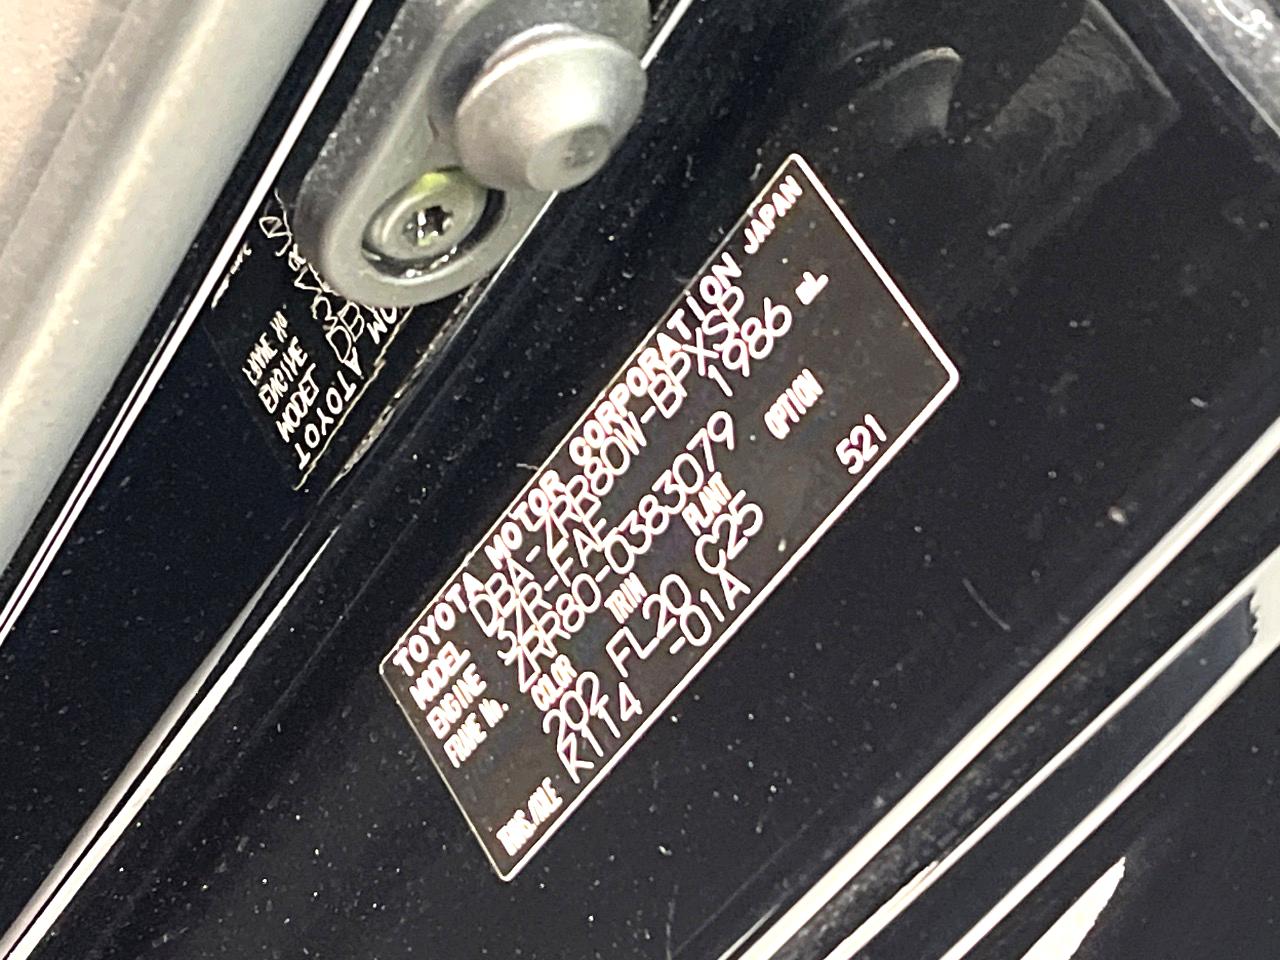 TOYOTA MOTOR CORPORATION JAPAN
MODEL DBA-ZRR80W-BPXSP
ENGINE 3ZR-FAE 1986 mL
FRAME No. ZRR80-0383079
COLOR TRIM PLANT OPTION
202 FL20 C25 521
TRNS./AXLE K114 -01A